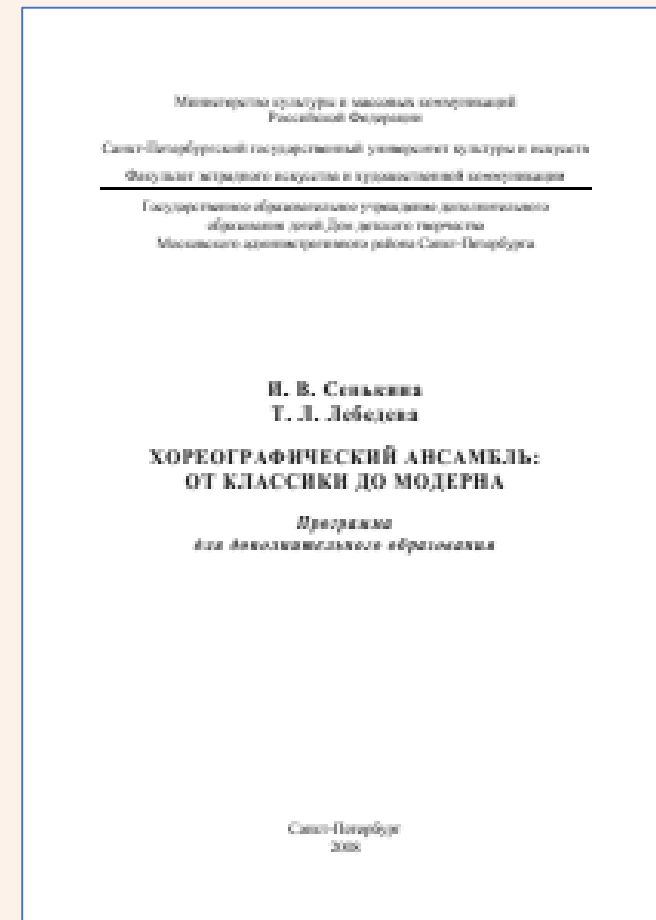 Министерство культуры и массовых коммуникаций
Российской Федерации
Санкт-Петербургский государственный университет культуры и искусств
Факультет эстрадного искусства и художественной коммуникации
Государственное образовательное учреждение дополнительного
образования детей Дом детского творчества
Московского административного района Санкт-Петербурга
И. В. Сенькина
Т. Л. Лебедева
ХОРЕОГРАФИЧЕСКИЙ АНСАМБЛЬ:
ОТ КЛАССИКИ ДО МОДЕРНА
Программа
для дополнительного образования
Санкт-Петербург
2008